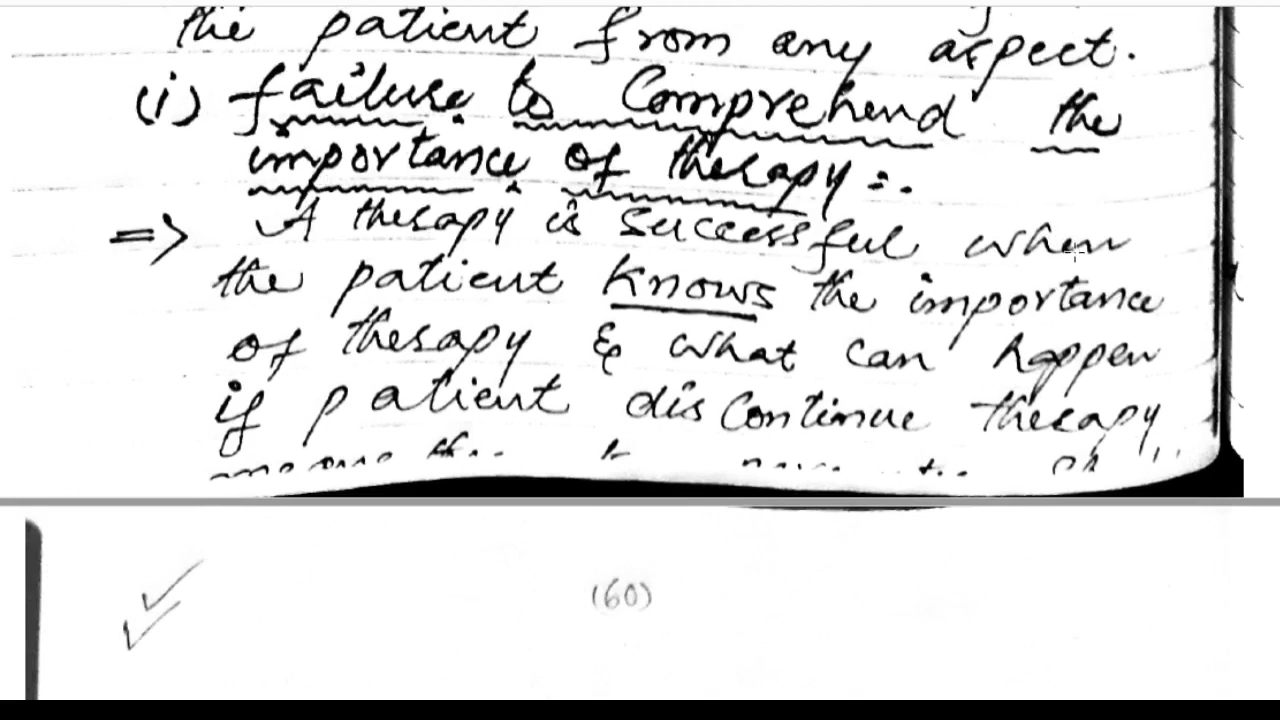 the patient from any aspect.
(i) failure to Comprehend the
importance of therapy :.
=> A therapy is successful when
the patient knows the importance
of therapy & what can happen
if patient discontinue therapy
(60)